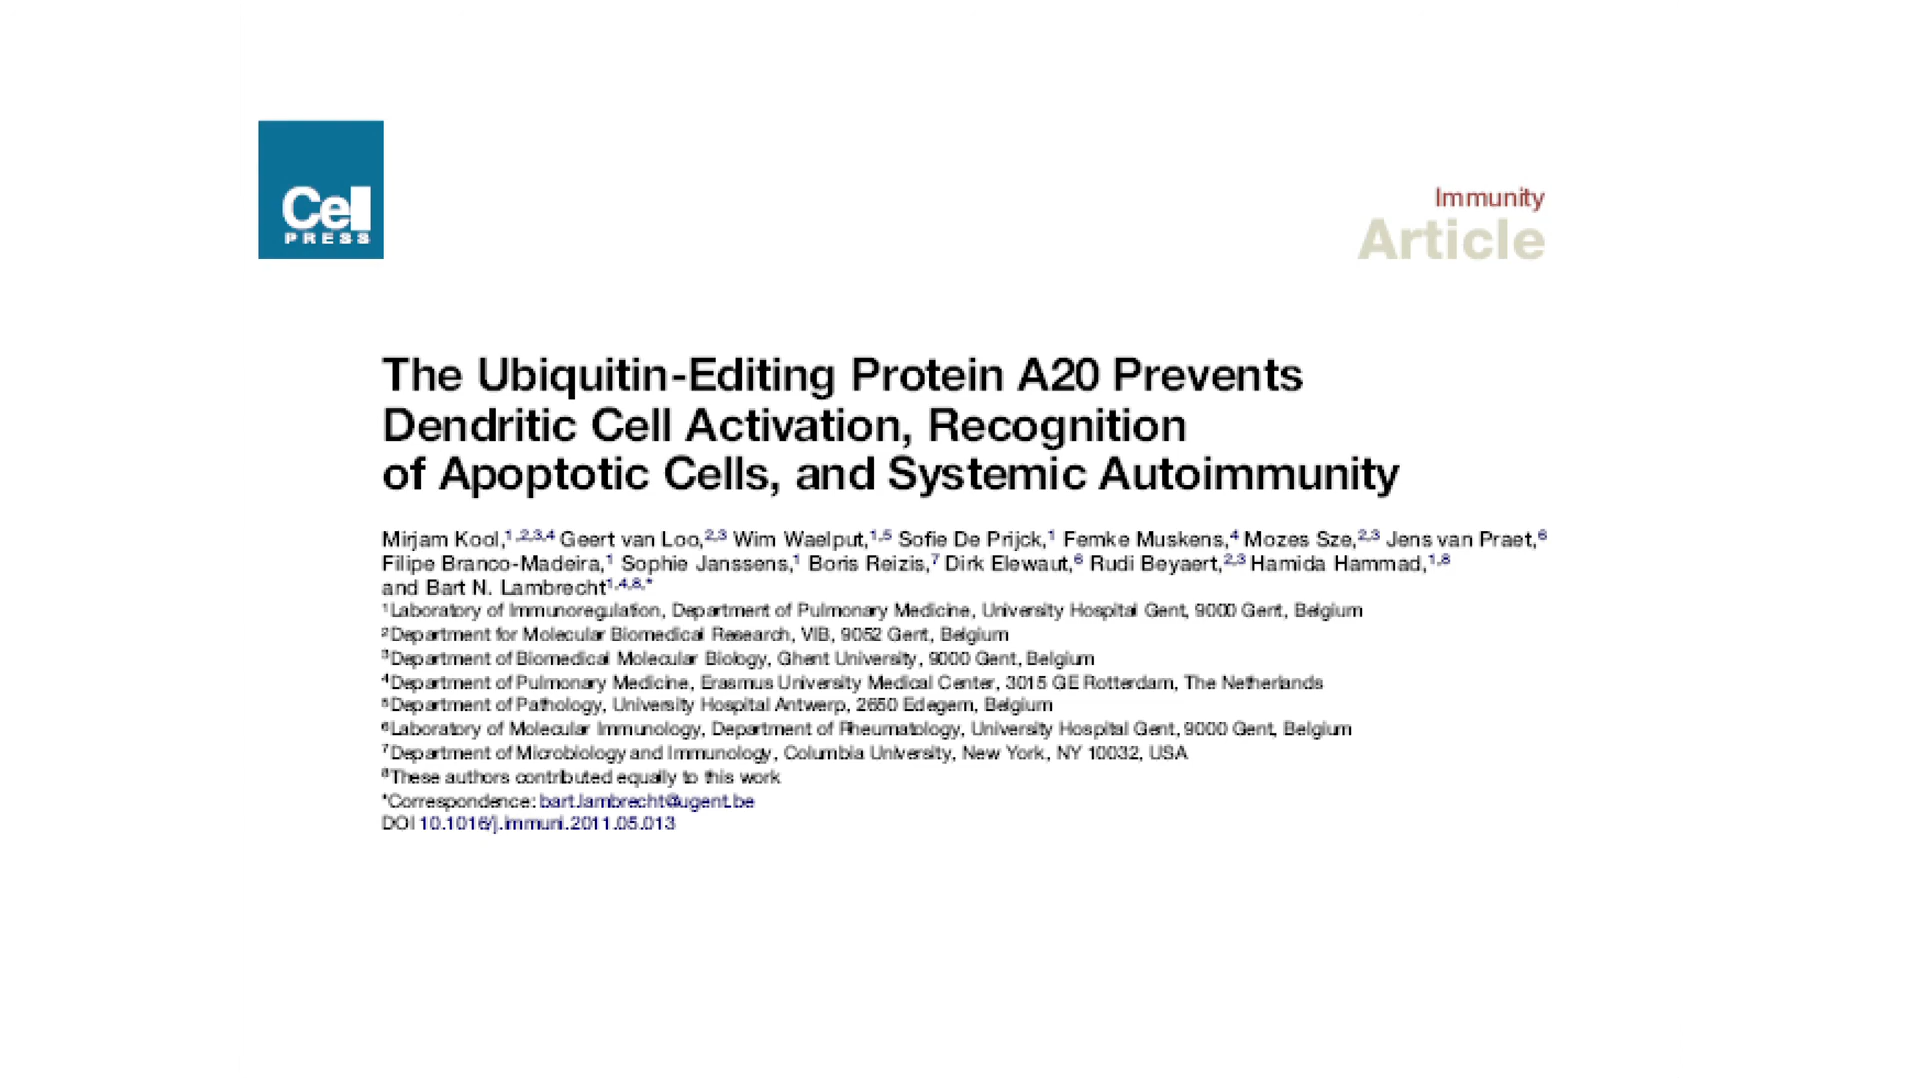 Cell
PRESS
Immunity
Article
The Ubiquitin-Editing Protein A20 Prevents
Dendritic Cell Activation, Recognition
of Apoptotic Cells, and Systemic Autoimmunity
Mirjam Kool,1,2,3,4 Geert van Loo,2,3 Wim Waelput,1,5 Sofie De Prijck,1 Femke Muskens,4 Mozes Sze,2,3 Jens van Praet,6
Filipe Branco-Madeira,1 Sophie Janssens,1 Boris Reizis,7 Dirk Elewaut,6 Rudi Beyaert,2,3 Hamida Hammad,1,8
and Bart N. Lambrecht1,4,8,*
1Laboratory of Immunoregulation, Department of Pulmonary Medicine, University Hospital Gent, 9000 Gent, Belgium
2Department for Molecular Biomedical Research, VIB, 9052 Gent, Belgium
3Department of Biomedical Molecular Biology, Ghent University, 9000 Gent, Belgium
4Department of Pulmonary Medicine, Erasmus University Medical Center, 3015 GE Rotterdam, The Netherlands
5Department of Pathology, University Hospital Antwerp, 2650 Edegem, Belgium
6Laboratory of Molecular Immunology, Department of Rheumatology, University Hospital Gent, 9000 Gent, Belgium
7Department of Microbiology and Immunology, Columbia University, New York, NY 10032, USA
8These authors contributed equally to this work
*Correspondence: bart.lambrecht@ugent.be
DOI 10.1016/j.immuni.2011.05.013